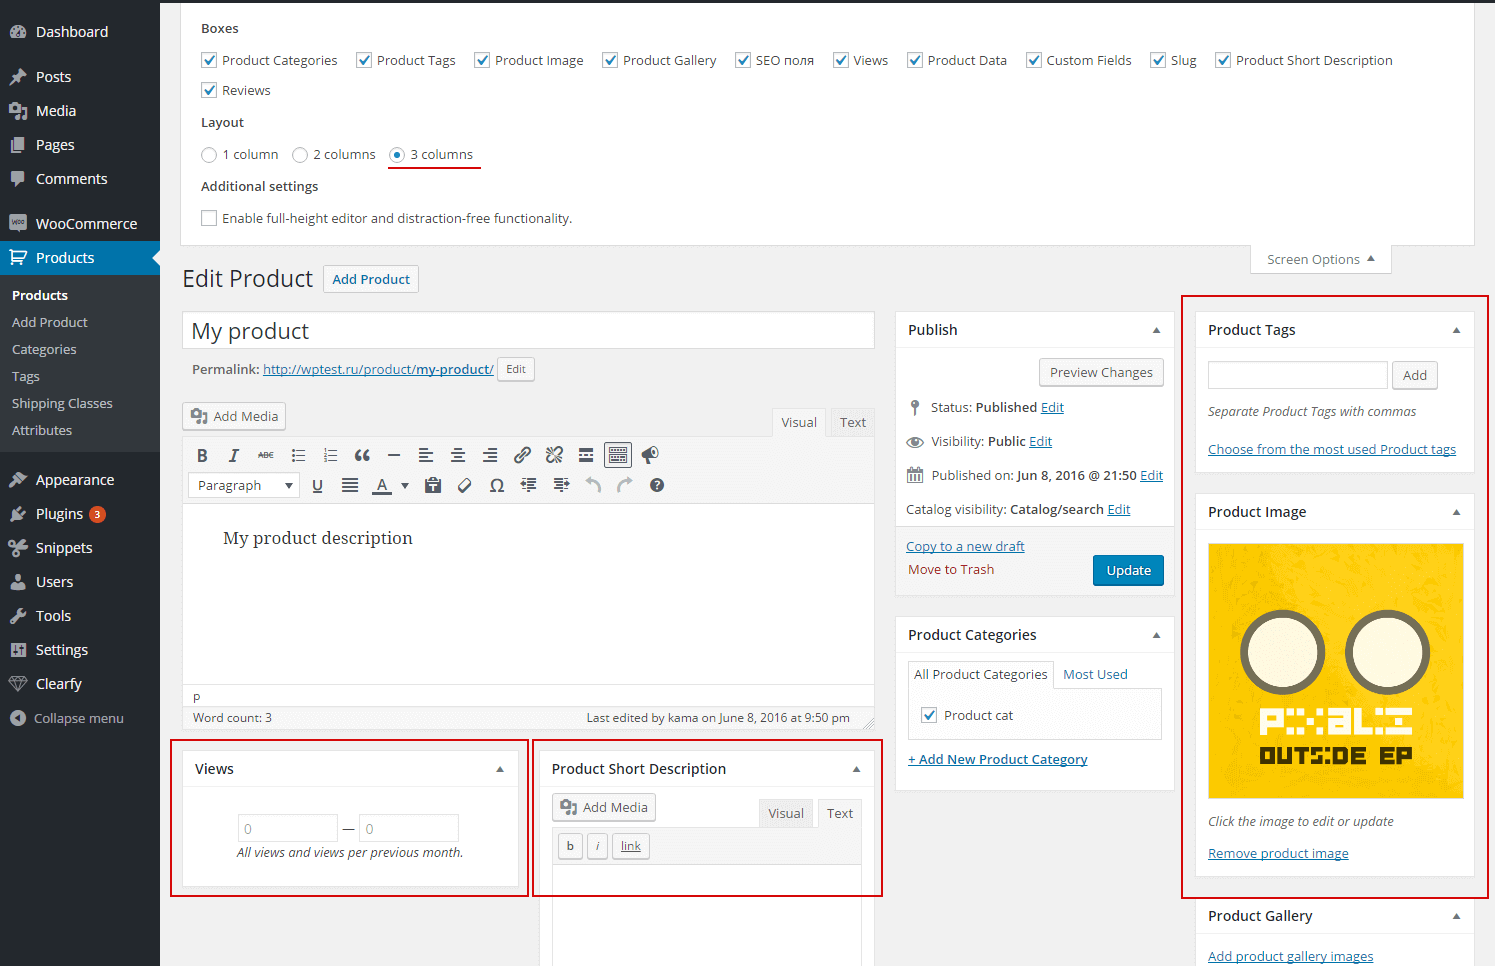 Dashboard
Posts
Media
Pages
Comments
WooCommerce
Products
Products
Add Product
Categories
Tags
Shipping Classes
Attributes
Appearance
Plugins 3
Snippets
Users
Tools
Settings
Clearfy
Collapse menu
Boxes
Product Categories Product Tags Product Image Product Gallery SEO поля Views Product Data Custom Fields Slug Product Short Description
Reviews
Layout
1 column 2 columns 3 columns
Additional settings
Enable full-height editor and distraction-free functionality.
Screen Options
Edit Product Add Product
My product
Permalink: http://wptest.ru/product/my-product/ Edit
Add Media
Visual Text
B I ABC
Paragraph U A Ω
My product description
p
Word count: 3 Last edited by kama on June 8, 2016 at 9:50 pm
Views
0 — 0
All views and views per previous month.
Product Short Description
Add Media
Visual Text
b i link
Publish
Preview Changes
Status: Published Edit
Visibility: Public Edit
Published on: Jun 8, 2016 @ 21:50 Edit
Catalog visibility: Catalog/search Edit
Copy to a new draft
Move to Trash
Update
Product Categories
All Product Categories Most Used
Product cat
+ Add New Product Category
Product Tags
Add
Separate Product Tags with commas
Choose from the most used Product tags
Product Image
OUTS:DE EP
Click the image to edit or update
Remove product image
Product Gallery
Add product gallery images